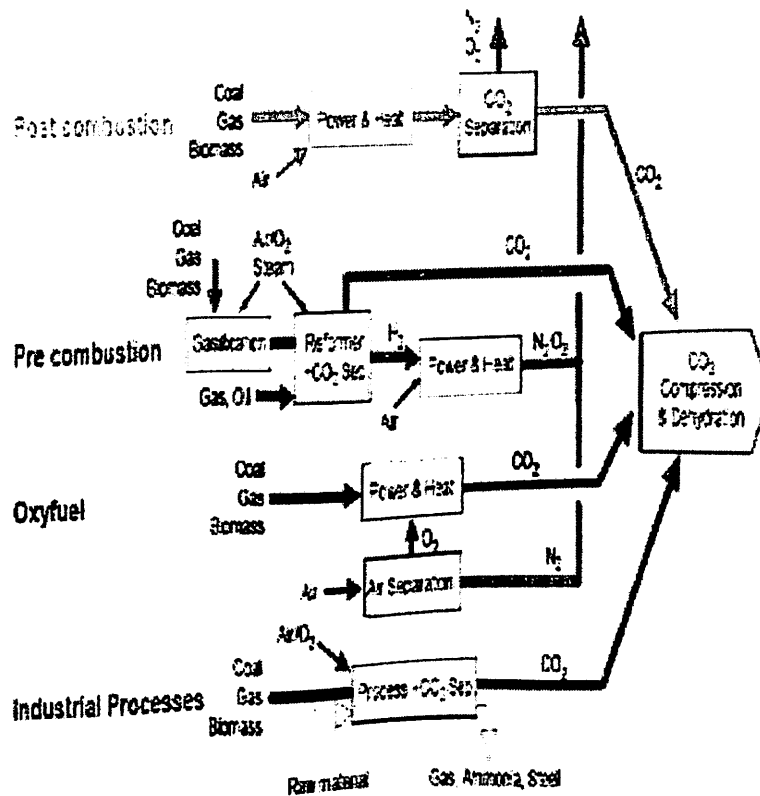 N₂
O₂
Post combustion
Coal
Gas
Biomass
Power & Heat
CO₂
Separation
Air
CO₂
Coal
Gas
Biomass
Air/O₂
Steam
CO₂
Pre combustion
Gasification
Reformer
+CO₂ Sep
H₂
Power & Heat
N₂O₂
CO₂
Compression
& Dehydration
Gas, Oil
Air
Oxyfuel
Coal
Gas
Biomass
Power & Heat
CO₂
O₂
Air
Air Separation
N₂
Industrial Processes
Coal
Gas
Biomass
Air/O₂
Process +CO₂ Sep
CO₂
Raw material
Gas, Ammonia, Steel